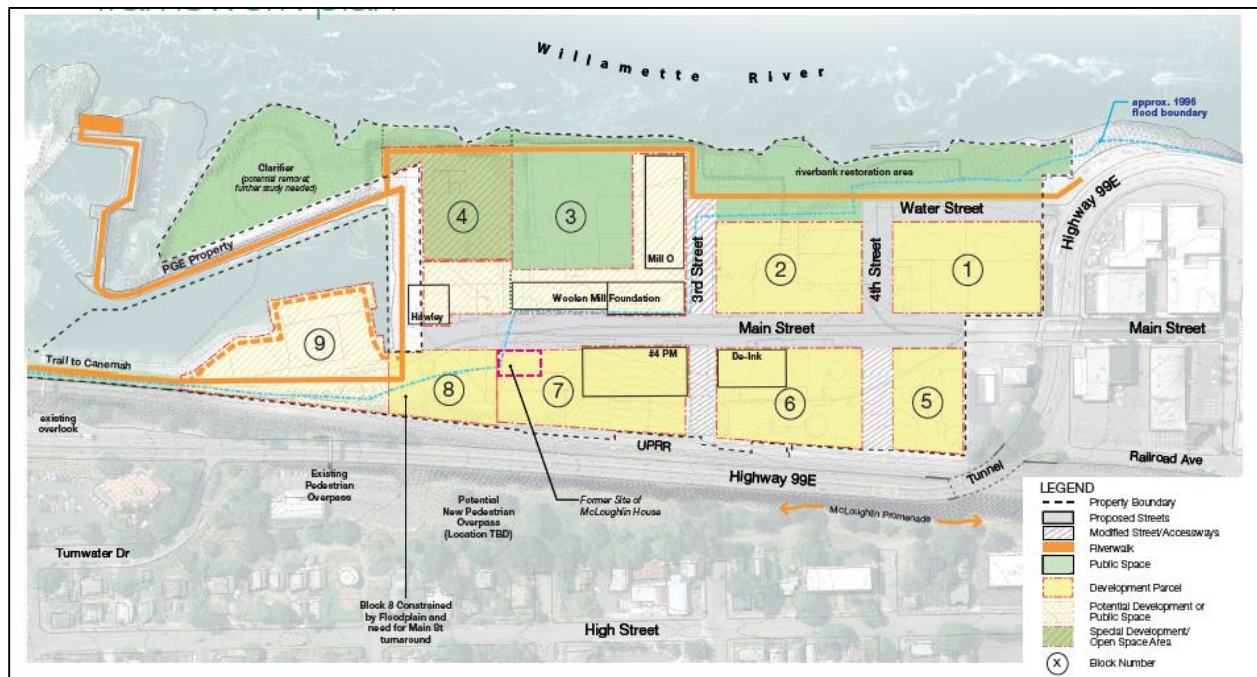 framework plan
Willamette River
approx. 1996
flood boundary
Clarifier
(potential removal;
further study needed)
riverbank restoration area
Highway 99E
Water Street
4
3
Mill O
3rd Street
2
4th Street
1
PGE Property
Woolen Mill Foundation
Hawley
Main Street
Main Street
9
Trail to Canemah
#4 PM
De-Ink
8
7
6
5
existing
overlook
UPRR
Highway 99E
Tunnel
Railroad Ave
Existing
Pedestrian
Overpass
Potential
New Pedestrian
Overpass
(Location TBD)
Former Site of
McLoughlin House
McLoughlin Promenade
Tumwater Dr
Block 8 Constrained
by Floodplain and
need for Main St
turnaround
High Street
LEGEND
Property Boundary
Proposed Streets
Modified Street/Accessways
Riverwalk
Public Space
Development Parcel
Potential Development or
Public Space
Special Development/
Open Space Area
X Block Number